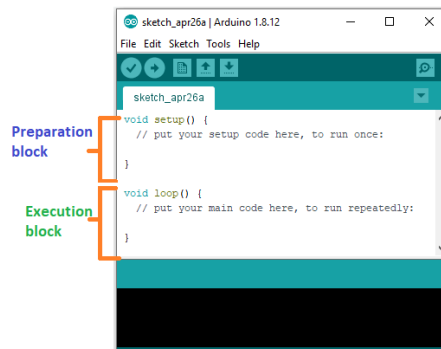 sketch_apr26a | Arduino 1.8.12
File Edit Sketch Tools Help
sketch_apr26a
Preparation
block
void setup() {
// put your setup code here, to run once:
}
Execution
block
void loop() {
// put your main code here, to run repeatedly:
}